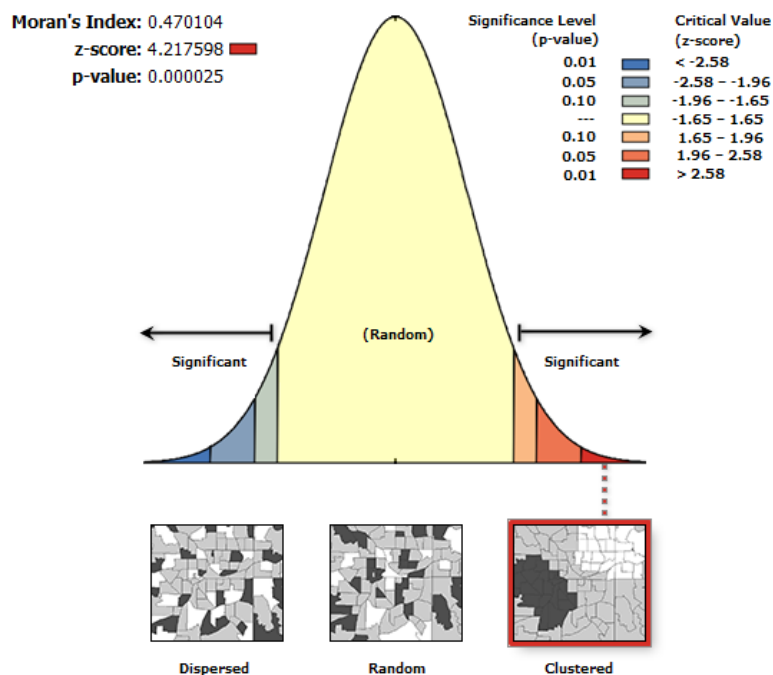 Moran's Index: 0.470104
z-score: 4.217598
p-value: 0.000025
Significance Level (p-value)
Critical Value (z-score)
0.01 < -2.58
0.05 -2.58 – -1.96
0.10 -1.96 – -1.65
--- -1.65 – 1.65
0.10 1.65 – 1.96
0.05 1.96 – 2.58
0.01 > 2.58
(Random)
Significant
Significant
Dispersed
Random
Clustered